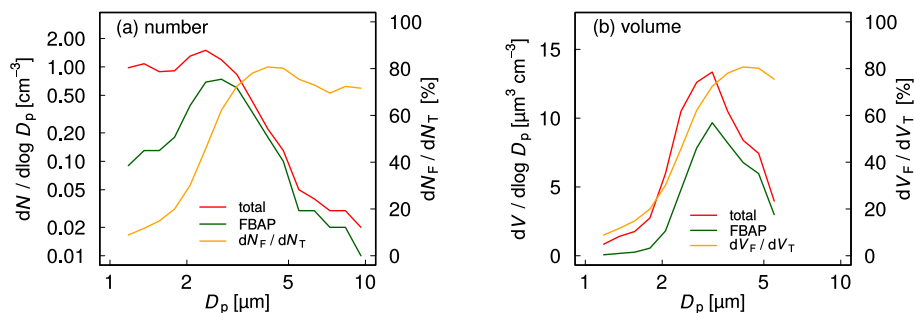 (a) number
dN / dlog Dp [cm−3]
2.00
1.00
0.50
0.20
0.10
0.05
0.02
0.01
total
FBAP
dNF / dNT
100
80
60
40
20
0
dNF / dNT [%]
1 2 5 10
Dp [µm]
(b) volume
dV / dlog Dp [µm3 cm−3]
15
10
5
0
total
FBAP
dVF / dVT
100
80
60
40
20
0
dVF / dVT [%]
1 2 5 10
Dp [µm]